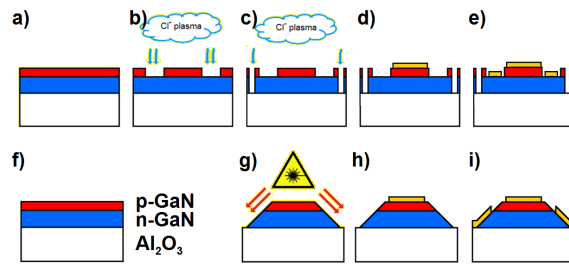 a) b) c) d) e)
Cl⁻ plasma Cl⁻ plasma
f) g) h) i)
p-GaN
n-GaN
Al₂O₃